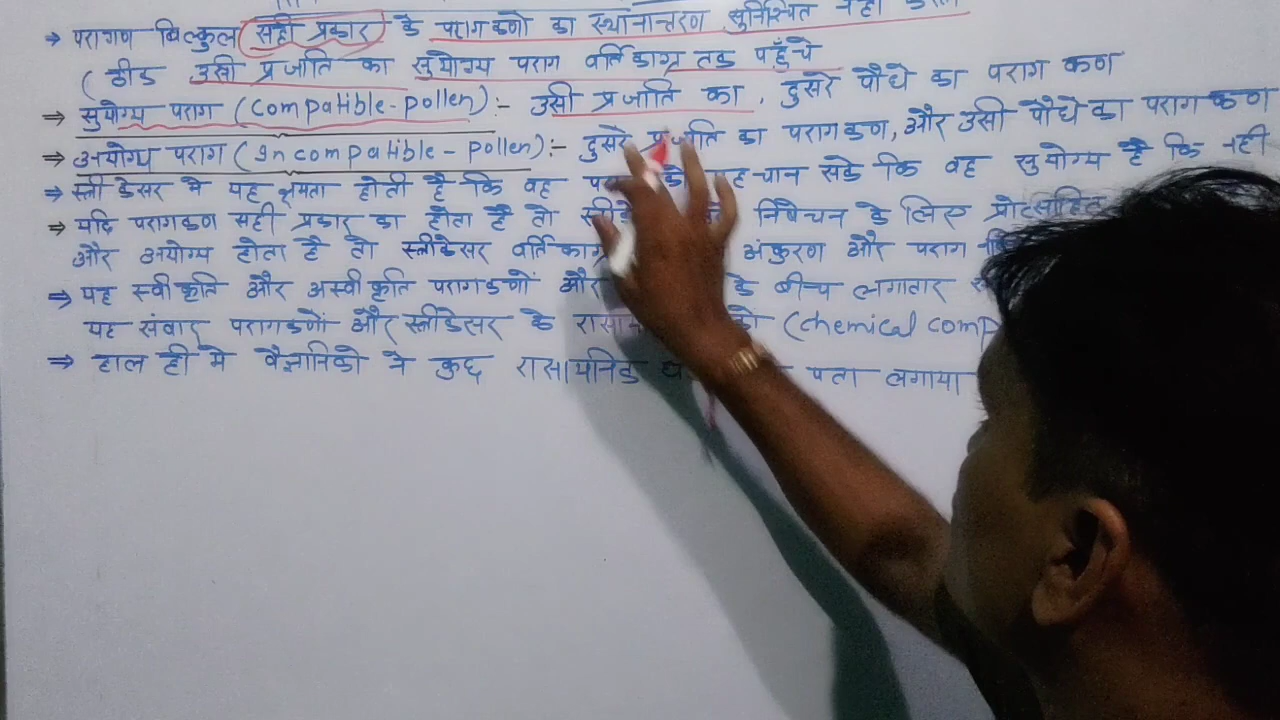 ⇒ परागण बिल्कुल सही प्रकार के परागकणो का स्थानान्तरण सुनिश्चित नही
( ठीक उसी प्रजाति का सुयोग्य पराग वर्तिकाग्र तक पहुँचे
⇒ सुयोग्य पराग (Compatible-pollen) :- उसी प्रजाति का, दुसरे पौधे का पराग कण
⇒ अयोग्य पराग (Incompatible-pollen) :- दुसरे प्रजाति का परागकण, और उसी पौधे का परागकण
⇒ स्त्रीकेसर मे यह क्षमता होती है कि वह चान सके कि वह सुयोग्य है कि नही
⇒ यदि परागकण सही प्रकार का होता है तो निषेचन के लिए प्रोत्साहित
और अयोग्य होता है तो स्त्रीकेसर अंकुरण और पराग
⇒ यह स्वीकृति और अस्वीकृति परागकणों और के बीच लगातार
यह संवाद परागकणों और स्त्रीकेसर के को (chemical comp
⇒ हाल ही मे वैज्ञानिको ने कुछ रासायनिक पता लगाया